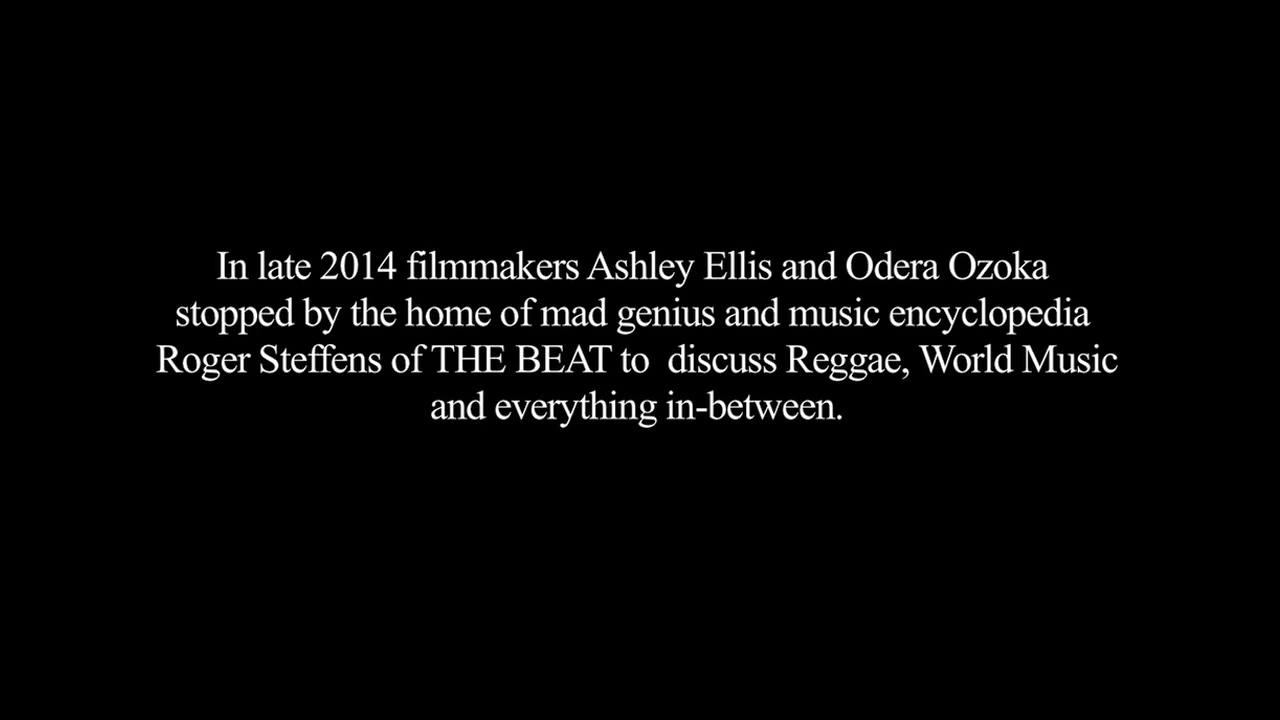 In late 2014 filmmakers Ashley Ellis and Odera Ozoka
stopped by the home of mad genius and music encyclopedia
Roger Steffens of THE BEAT to  discuss Reggae, World Music
and everything in-between.